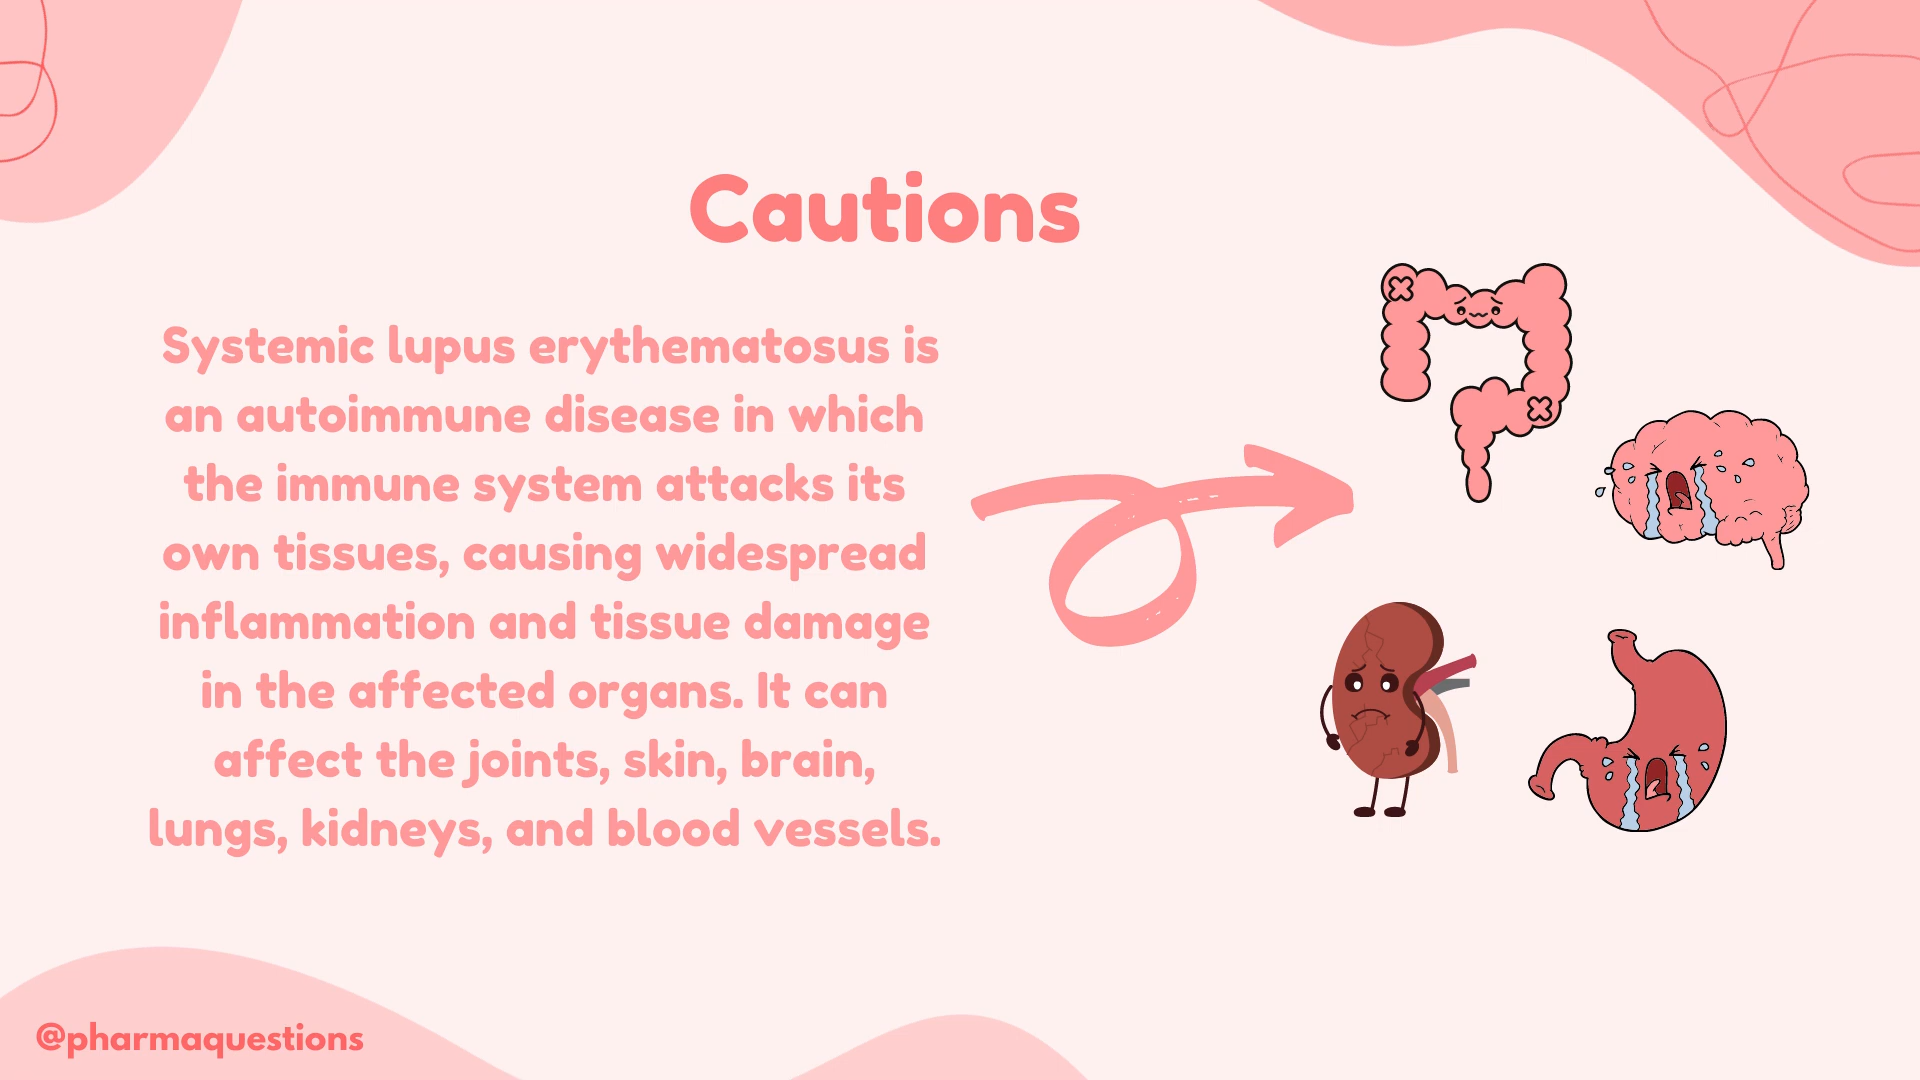 Cautions
Systemic lupus erythematosus is
an autoimmune disease in which
the immune system attacks its
own tissues, causing widespread
inflammation and tissue damage
in the affected organs. It can
affect the joints, skin, brain,
lungs, kidneys, and blood vessels.
@pharmaquestions